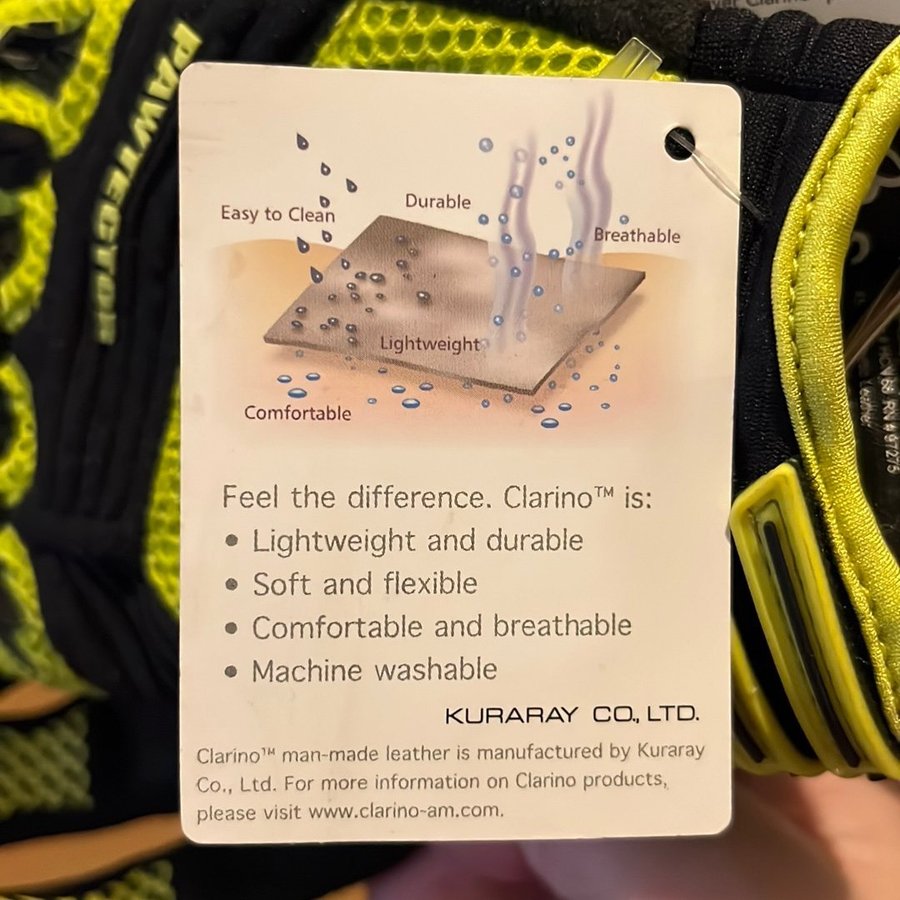 PAWTECTOR
Easy to Clean
Durable
Breathable
Lightweight
Comfortable
Feel the difference. Clarino™ is:
• Lightweight and durable
• Soft and flexible
• Comfortable and breathable
• Machine washable
KURARAY CO., LTD.
Clarino™ man-made leather is manufactured by Kuraray
Co., Ltd. For more information on Clarino products,
please visit www.clarino-am.com.
RN # 97275